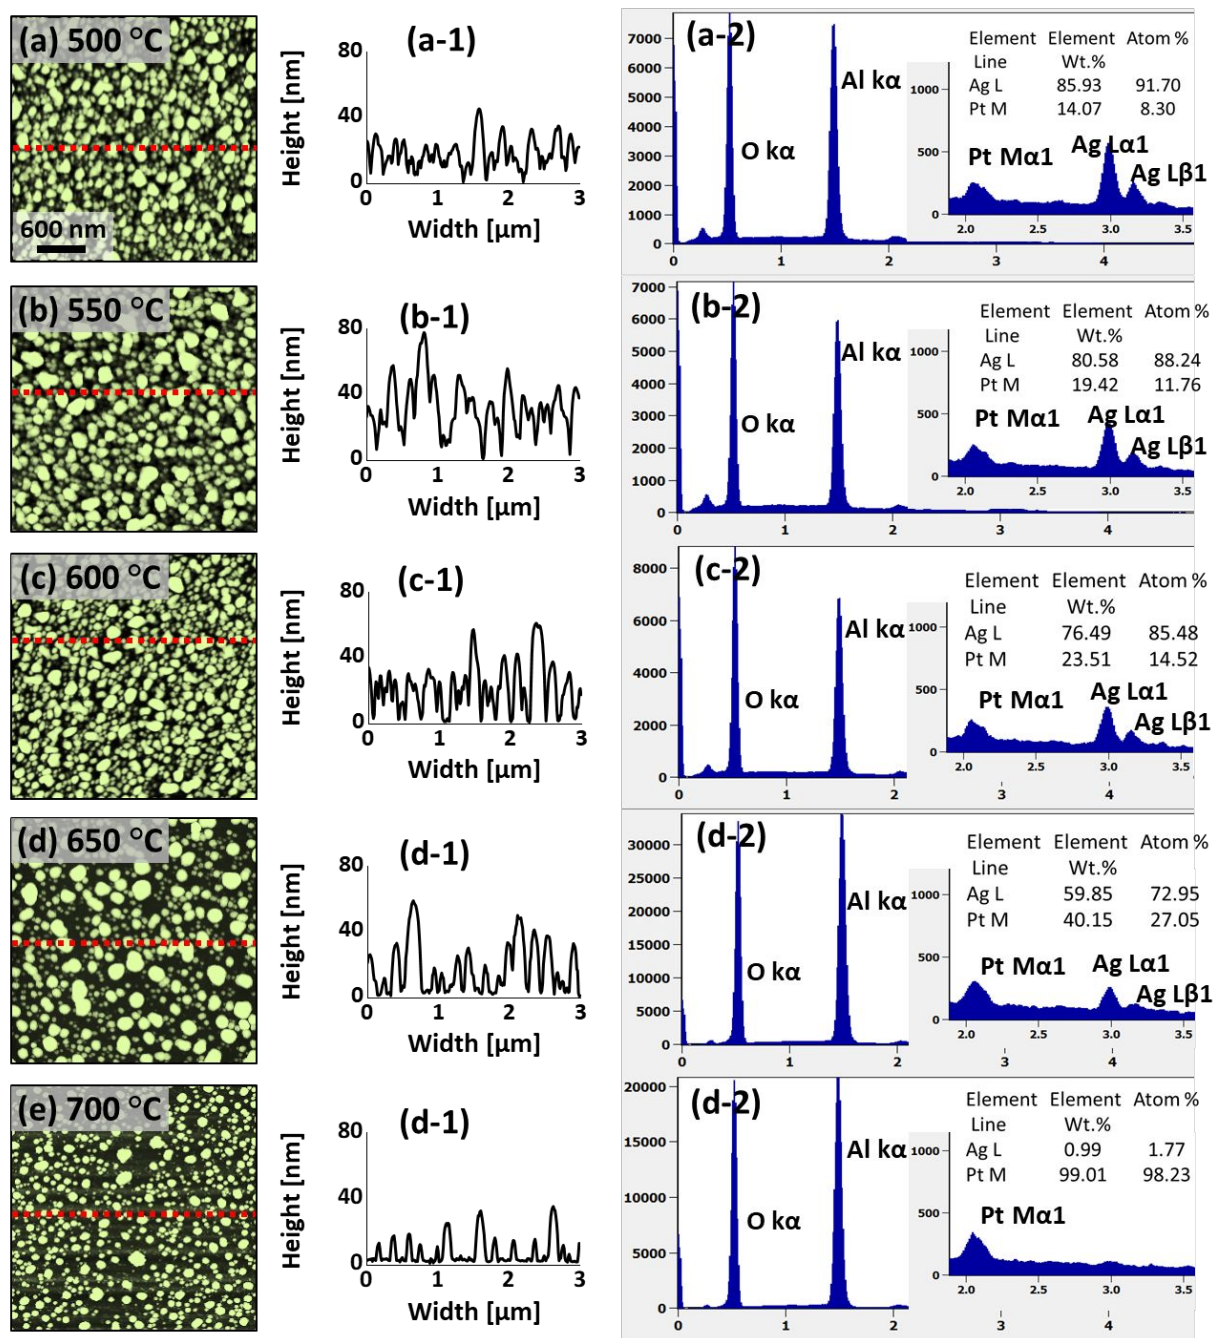 (a) 500 °C
600 nm
(a-1)
Height [nm]
80
40
0
0 1 2 3
Width [µm]
(a-2)
7000
6000
5000
4000
3000
2000
1000
0
0 1 2 4
O kα
Al kα
Element Element Atom %
Line Wt.%
Ag L 85.93 91.70
Pt M 14.07 8.30
1000
500
0
Pt Mα1
Ag Lα1
Ag Lβ1
2.0 2.5 3.0 3.5
(b) 550 °C
(b-1)
Height [nm]
80
40
0
0 1 2 3
Width [µm]
(b-2)
7000
6000
5000
4000
3000
2000
1000
0
0 1 2 4
O kα
Al kα
Element Element Atom %
Line Wt.%
Ag L 80.58 88.24
Pt M 19.42 11.76
1000
500
0
Pt Mα1
Ag Lα1
Ag Lβ1
2.0 2.5 3.0 3.5
(c) 600 °C
(c-1)
Height [nm]
80
40
0
0 1 2 3
Width [µm]
(c-2)
8000
6000
4000
2000
0
0 1 2 3 4
O kα
Al kα
Element Element Atom %
Line Wt.%
Ag L 76.49 85.48
Pt M 23.51 14.52
1000
500
0
Pt Mα1
Ag Lα1
Ag Lβ1
2.0 2.5 3.0 3.5
(d) 650 °C
(d-1)
Height [nm]
80
40
0
0 1 2 3
Width [µm]
(d-2)
30000
25000
20000
15000
10000
5000
0
0 1 2 3 4
O kα
Al kα
Element Element Atom %
Line Wt.%
Ag L 59.85 72.95
Pt M 40.15 27.05
1000
500
0
Pt Mα1
Ag Lα1
Ag Lβ1
2.0 2.5 3.0 3.5
(e) 700 °C
(d-1)
Height [nm]
80
40
0
0 1 2 3
Width [µm]
(d-2)
20000
15000
10000
5000
0
0 1 2 3 4
O kα
Al kα
Element Element Atom %
Line Wt.%
Ag L 0.99 1.77
Pt M 99.01 98.23
1000
500
0
Pt Mα1
2.0 2.5 3.0 3.5